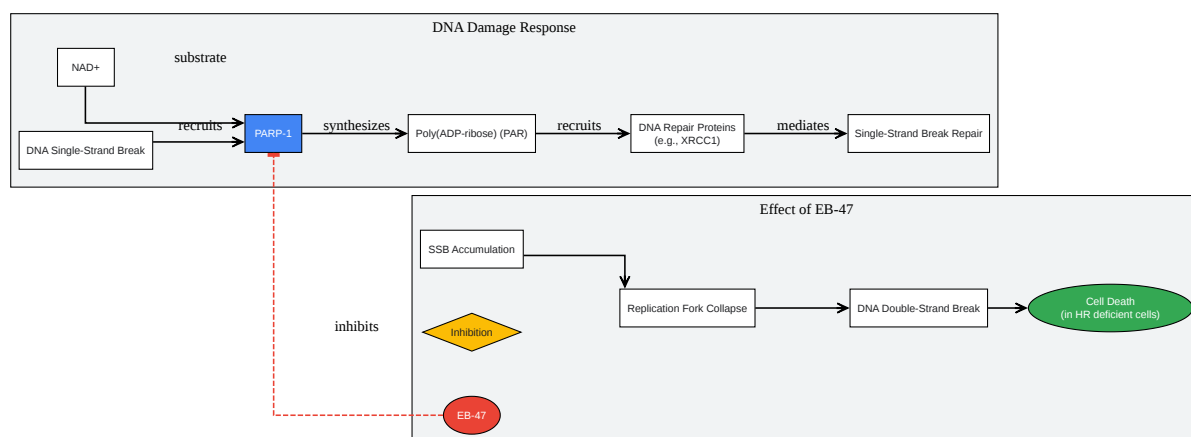 DNA Damage Response
substrate
NAD+
recruits
PARP-1
synthesizes
Poly(ADP-ribose) (PAR)
recruits
DNA Repair Proteins
(e.g., XRCC1)
mediates
Single-Strand Break Repair
DNA Single-Strand Break
Effect of EB-47
SSB Accumulation
Replication Fork Collapse
DNA Double-Strand Break
Cell Death
(in HR deficient cells)
inhibits
Inhibition
EB-47